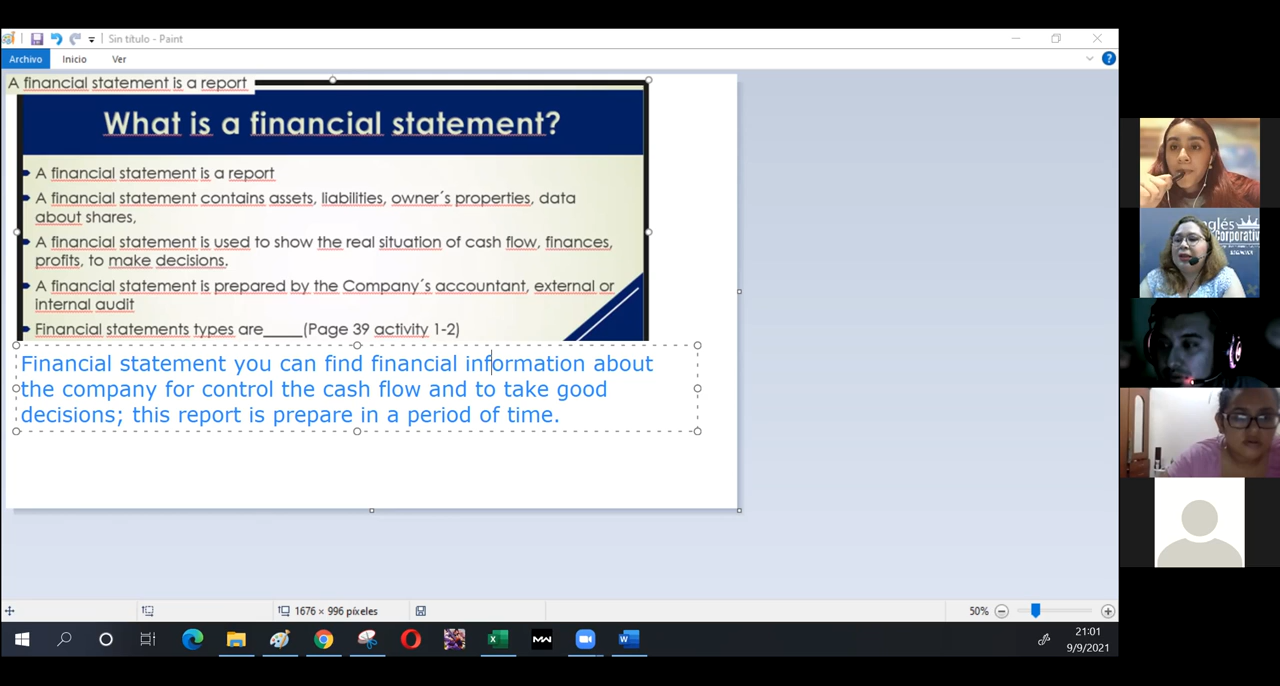 Sin título - Paint
Archivo Inicio Ver
A financial statement is a report
What is a financial statement?
A financial statement is a report
A financial statement contains assets, liabilities, owner´s properties, data
about shares,
A financial statement is used to show the real situation of cash flow, finances,
profits, to make decisions.
A financial statement is prepared by the Company´s accountant, external or
internal audit
Financial statements types are_____(Page 39 activity 1-2)
Financial statement you can find financial information about
the company for control the cash flow and to take good
decisions; this report is prepare in a period of time.
glés
orporativ
1676 × 996 píxeles
50%
21:01
9/9/2021